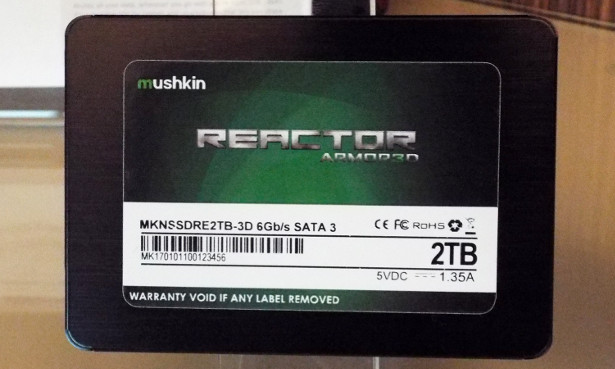 mushkin
REACTOR
ARMOR3D
MKNSSDRE2TB-3D 6Gb/s SATA 3 CE FC RoHS
MK170101100123456
2TB
5VDC 1.35A
WARRANTY VOID IF ANY LABEL REMOVED